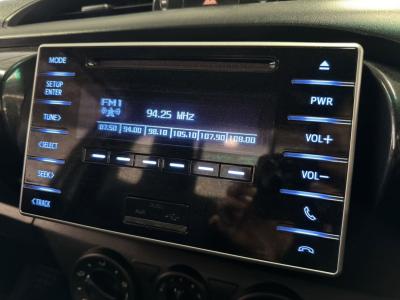 MODE
SETUP
ENTER
TUNE>
<SELECT
SEEK>
<TRACK
FM1
94.25 MHz
87.50 94.00 98.10 105.10 107.90 108.00
PWR
VOL+
VOL-
AUX